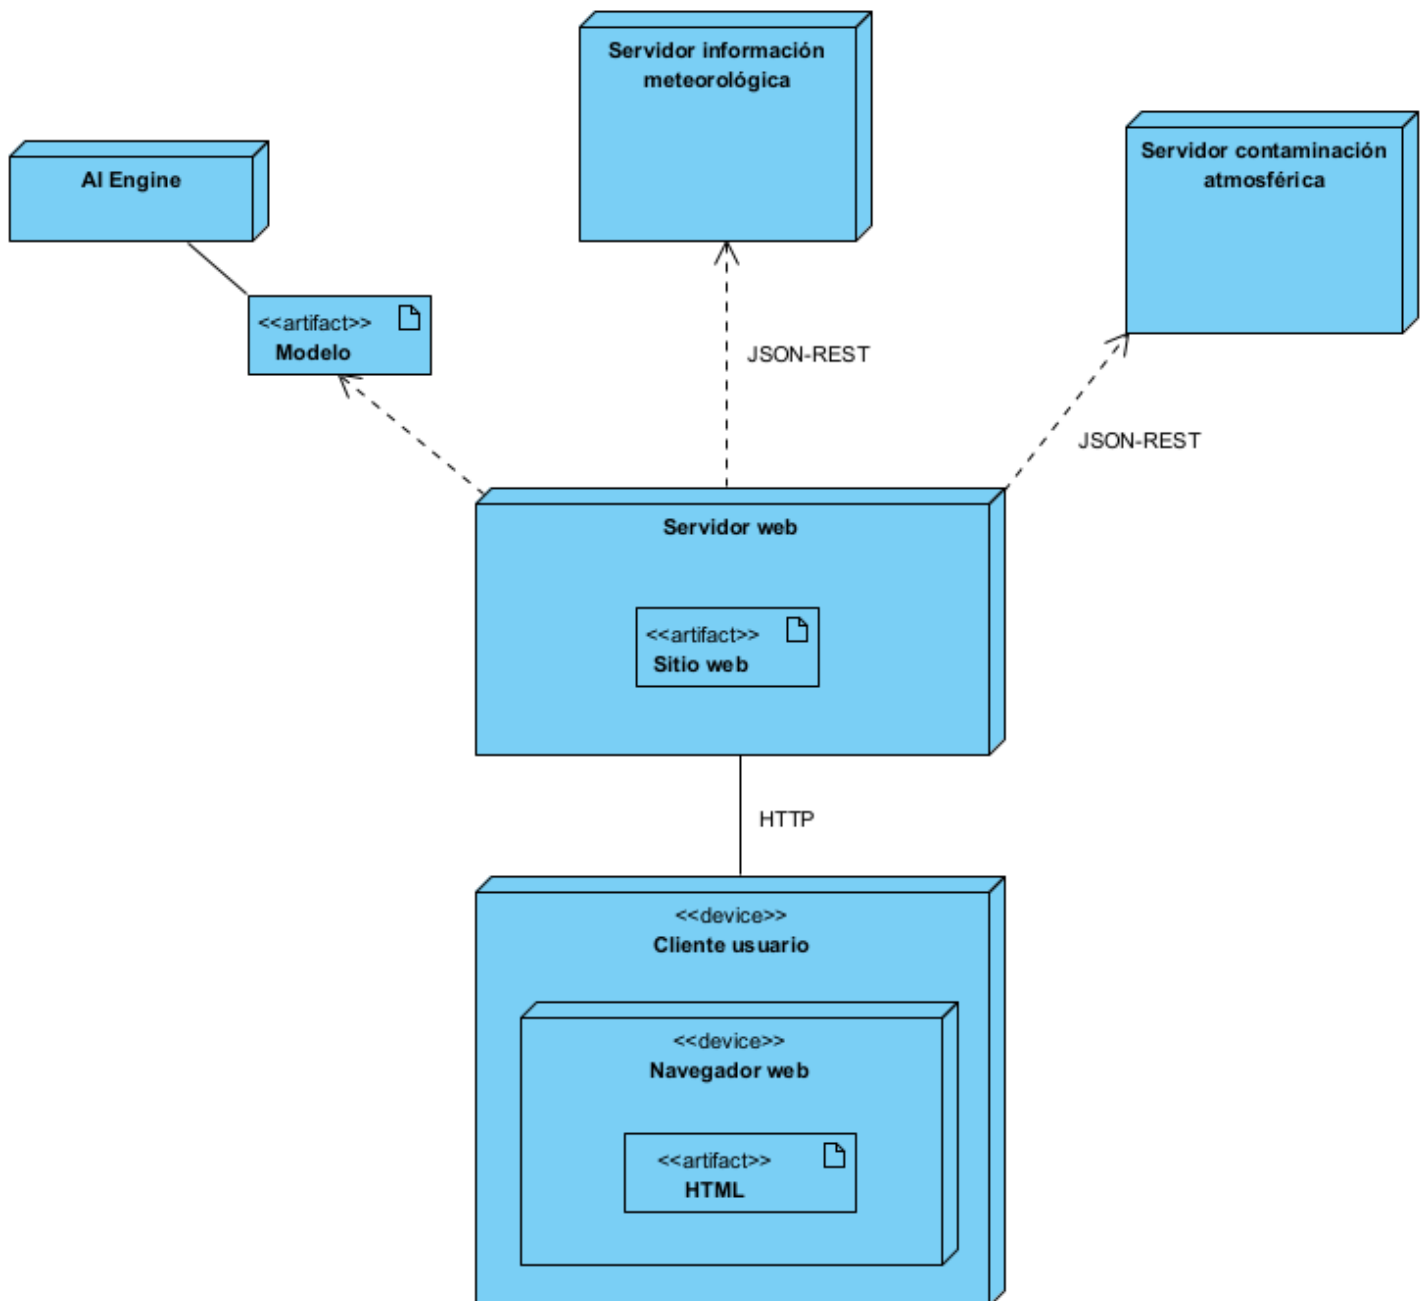 Servidor información
meteorológica
Servidor contaminación
atmosférica
AI Engine
<<artifact>>
Modelo
JSON-REST
JSON-REST
Servidor web
<<artifact>>
Sitio web
HTTP
<<device>>
Cliente usuario
<<device>>
Navegador web
<<artifact>>
HTML